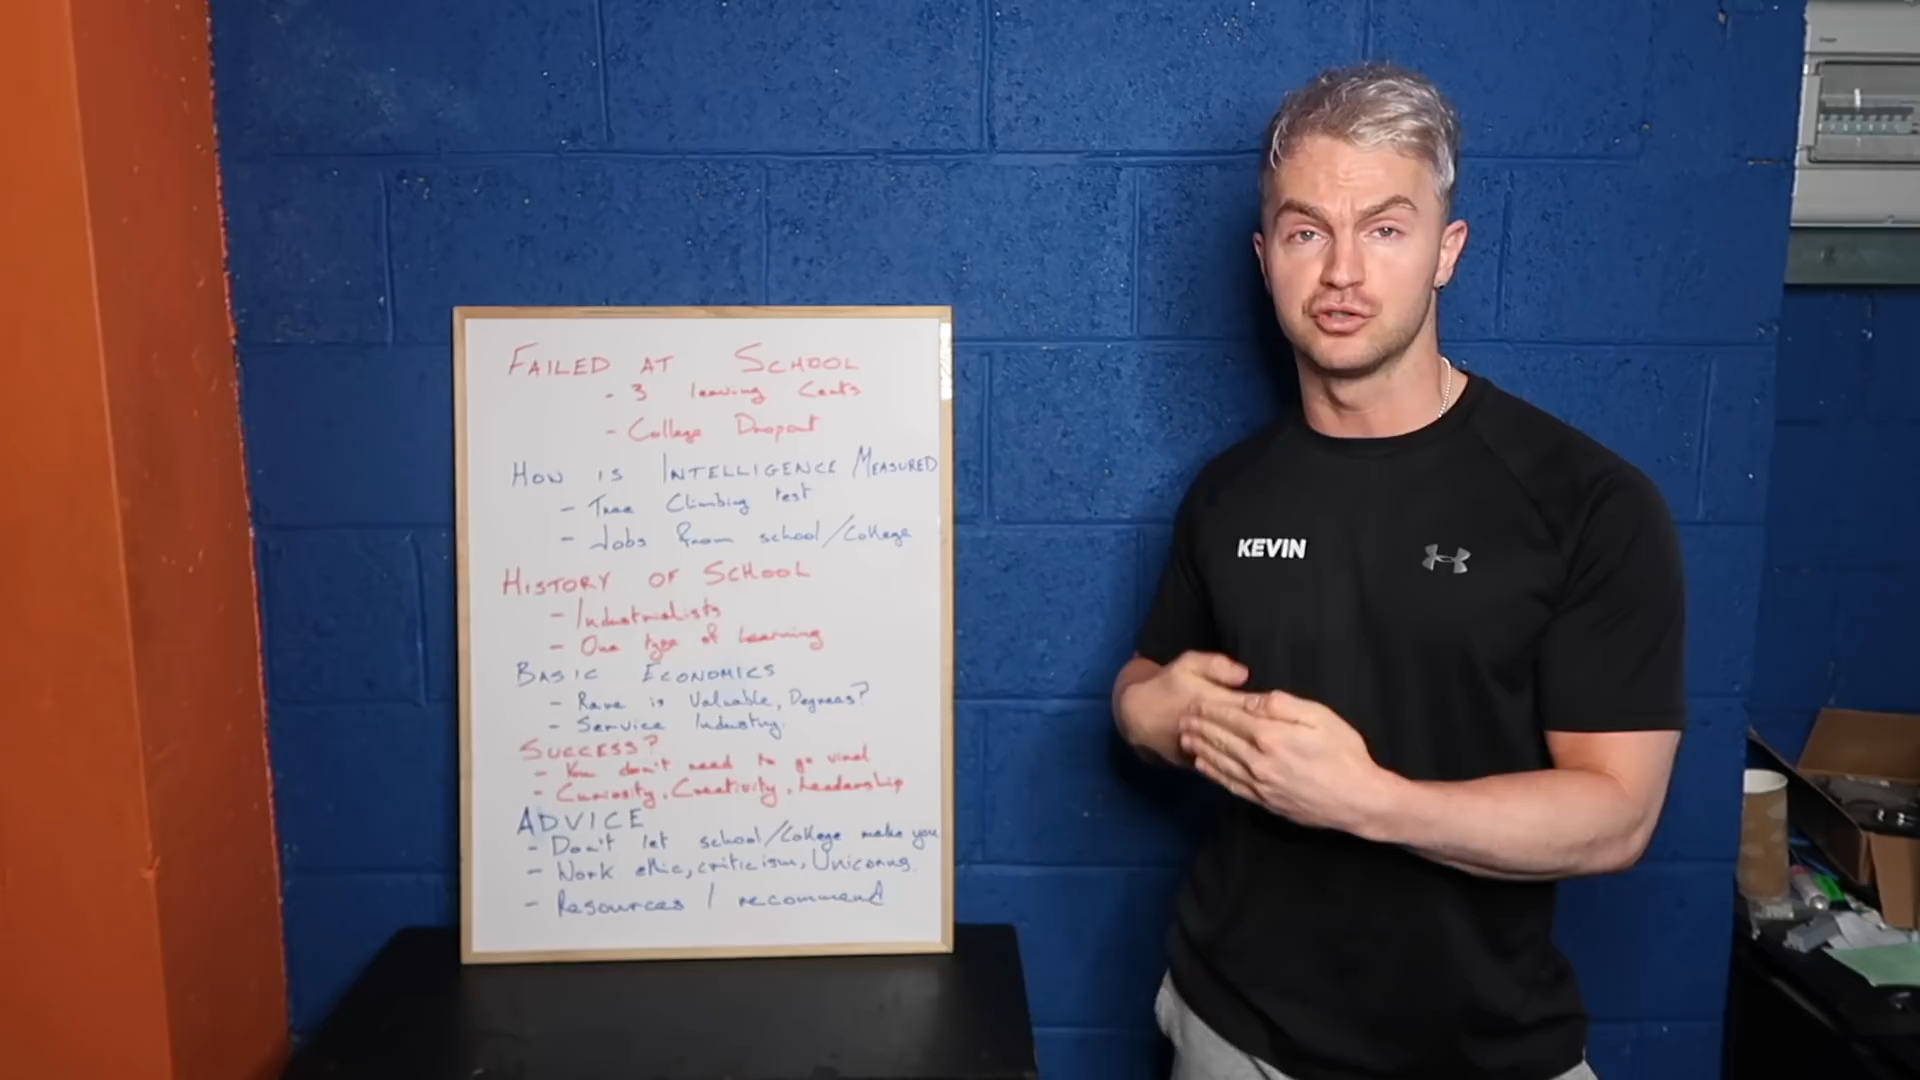 FAILED AT SCHOOL
- 3 leaving Certs
- College Dropout
HOW IS INTELLIGENCE MEASURED
- Tree Climbing test
- Jobs from school/College
HISTORY OF SCHOOL
- Industrialists
- One type of Learning
BASIC ECONOMICS
- Rare is Valuable, Degrees?
- Service Industry.
SUCCESS?
- You don't need to go viral
- Curiosity, Creativity, Leadership
ADVICE
- Don't let school/College make you
- Work ethic, criticism, Unicorns.
- Resources I recommend
KEVIN